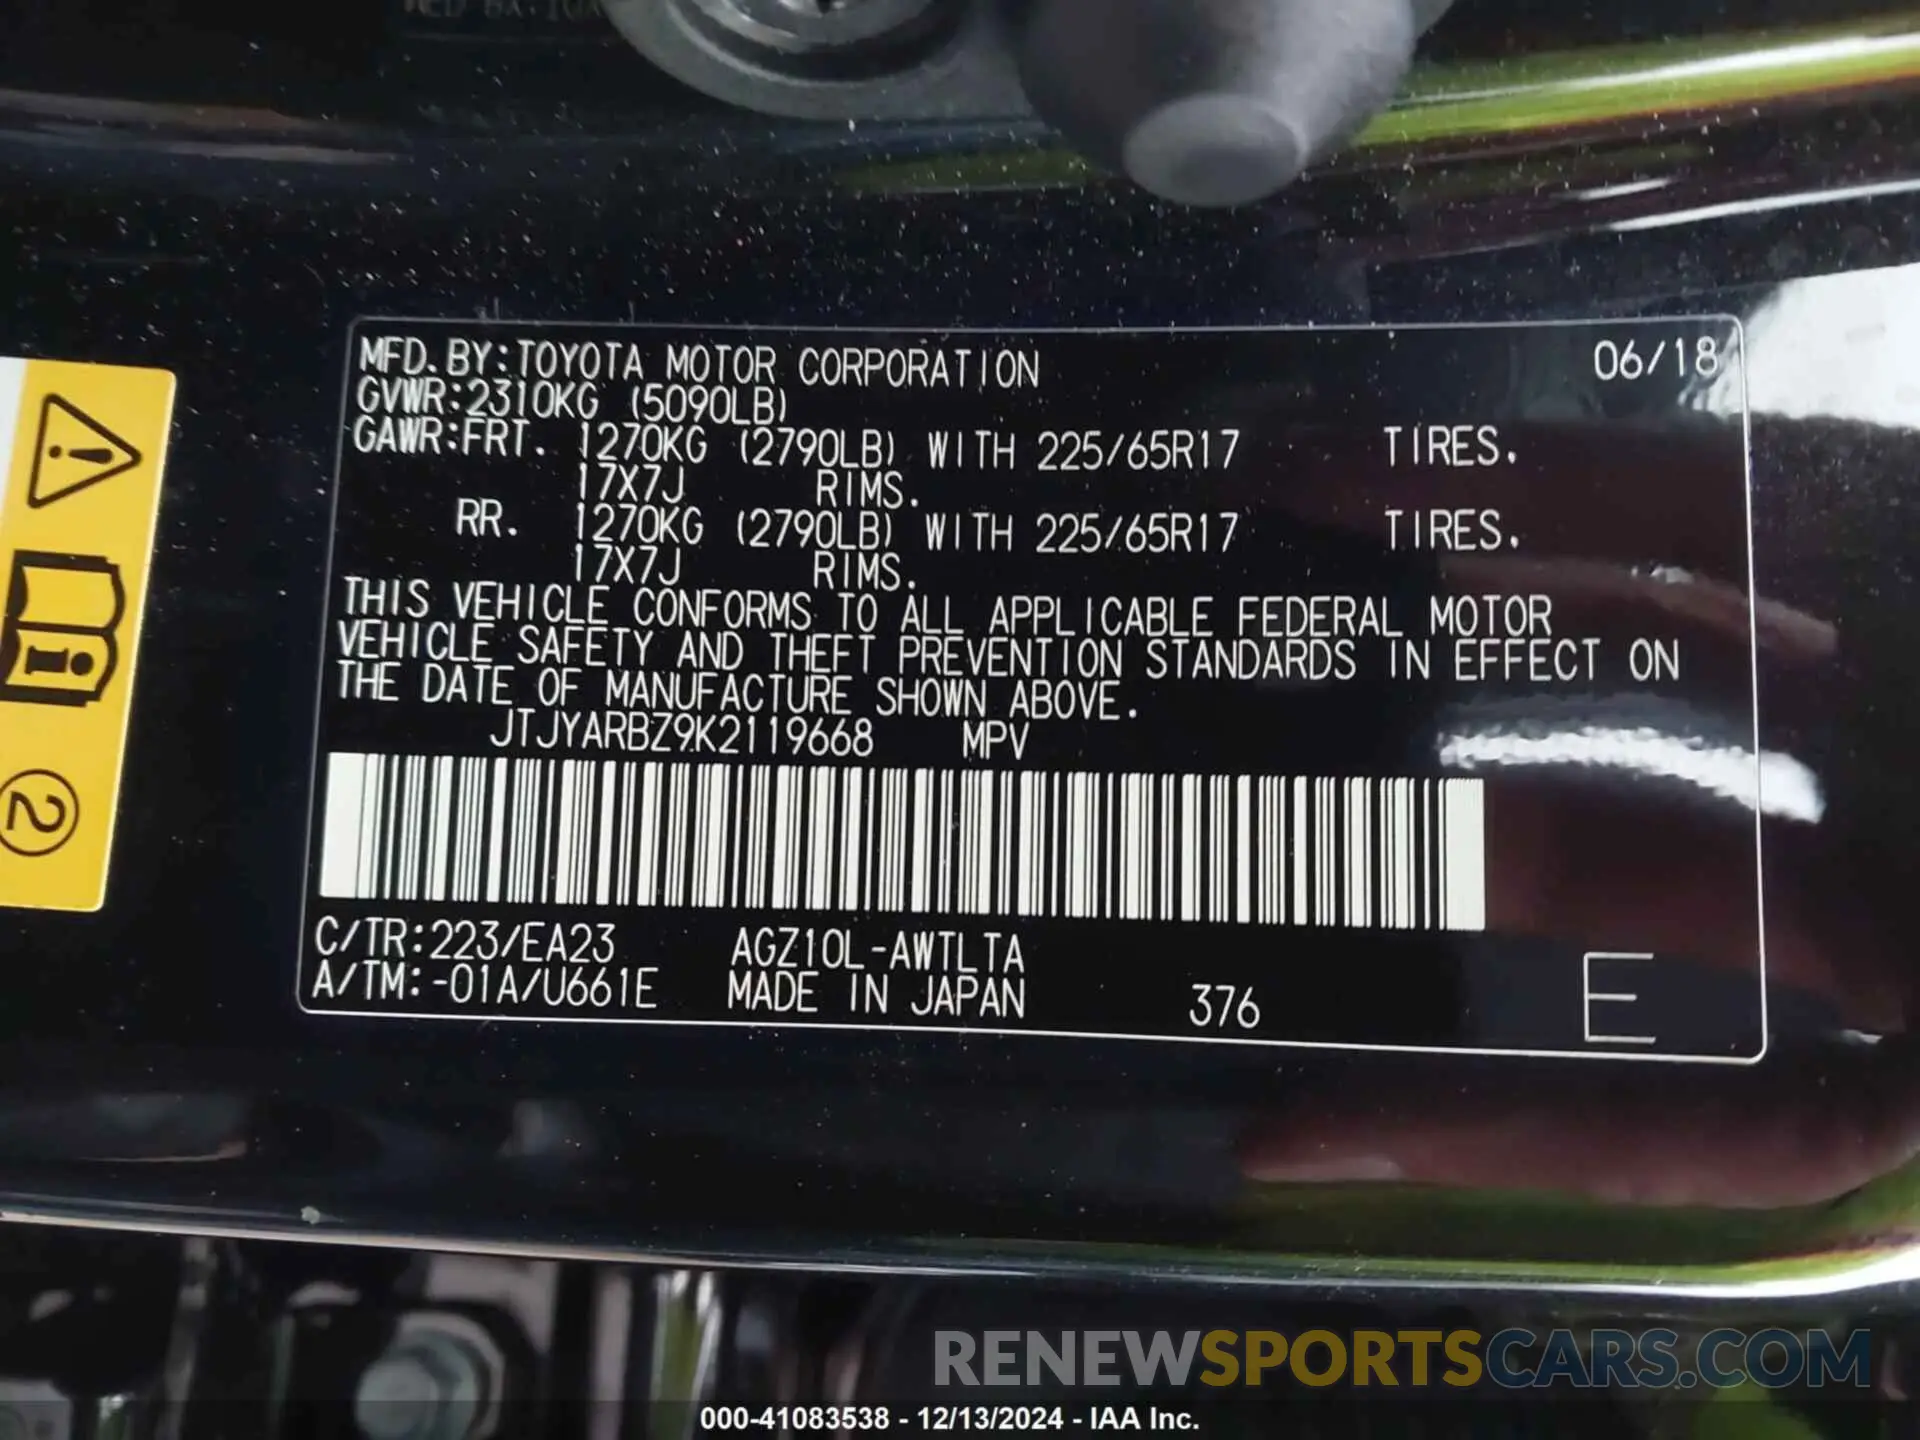 MFD. BY:TOYOTA MOTOR CORPORATION 06/18
GVWR:2310KG (5090LB)
GAWR:FRT. 1270KG (2790LB) WITH 225/65R17 TIRES.
17X7J RIMS.
RR. 1270KG (2790LB) WITH 225/65R17 TIRES.
17X7J RIMS.
THIS VEHICLE CONFORMS TO ALL APPLICABLE FEDERAL MOTOR
VEHICLE SAFETY AND THEFT PREVENTION STANDARDS IN EFFECT ON
THE DATE OF MANUFACTURE SHOWN ABOVE.
JTJYARBZ9K2119668 MPV
C/TR:223/EA23 AGZ10L-AWTLTA
A/TM:-01A/U661E MADE IN JAPAN 376 E
2
RENEWSPORTSCARS.COM
000-41083538 - 12/13/2024 - IAA Inc.